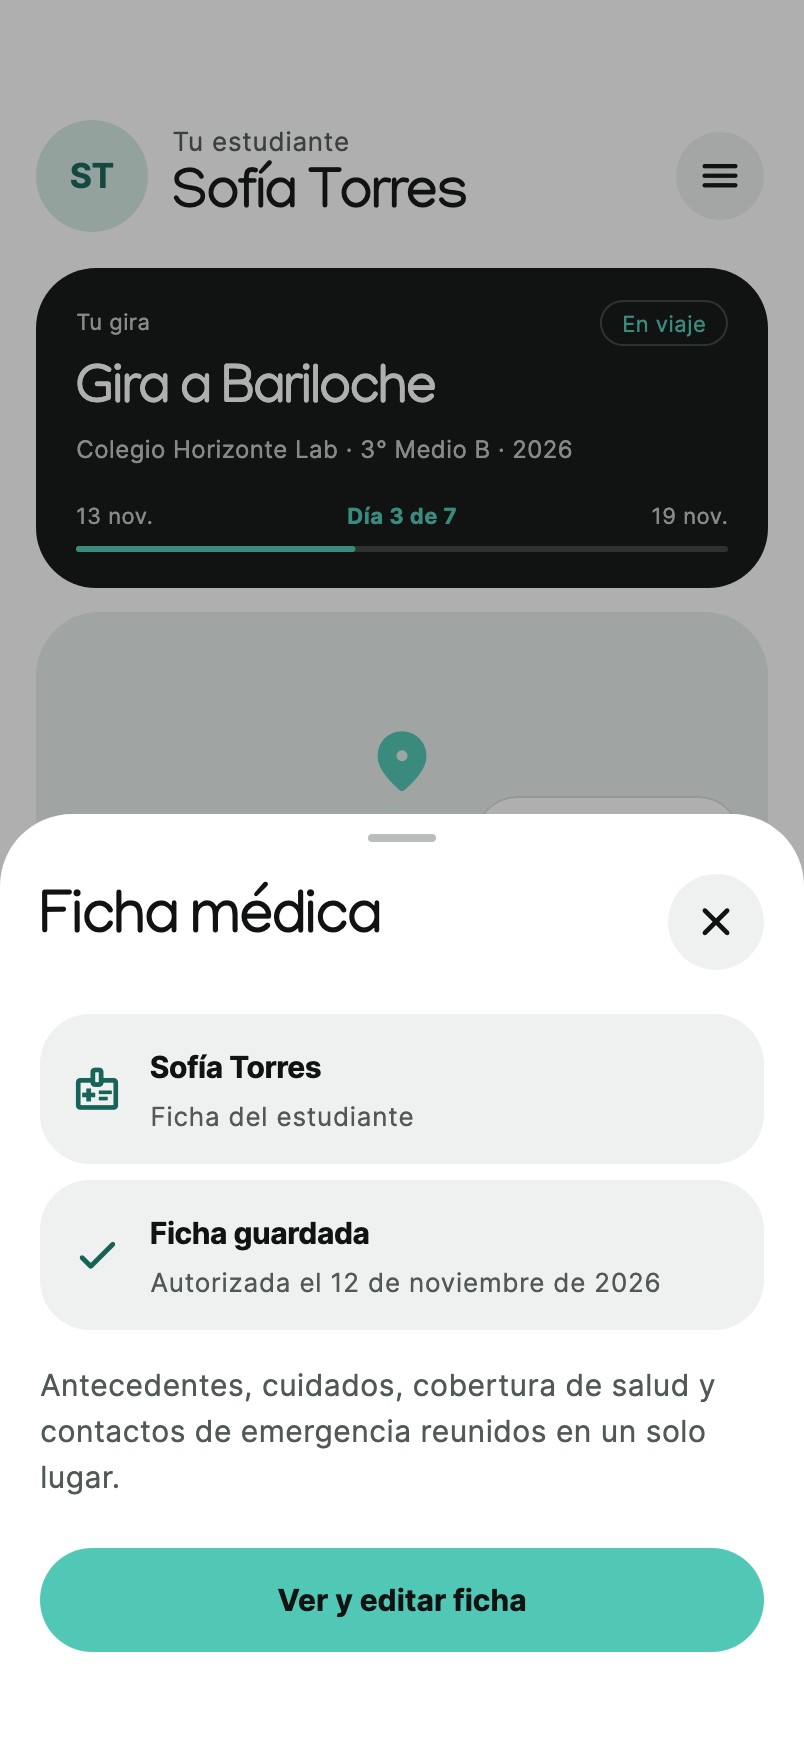 ST
Tu estudiante
Sofía Torres
Tu gira
En viaje
Gira a Bariloche
Colegio Horizonte Lab · 3° Medio B · 2026
13 nov.
Día 3 de 7
19 nov.
Ficha médica
Sofía Torres
Ficha del estudiante
Ficha guardada
Autorizada el 12 de noviembre de 2026
Antecedentes, cuidados, cobertura de salud y
contactos de emergencia reunidos en un solo
lugar.
Ver y editar ficha